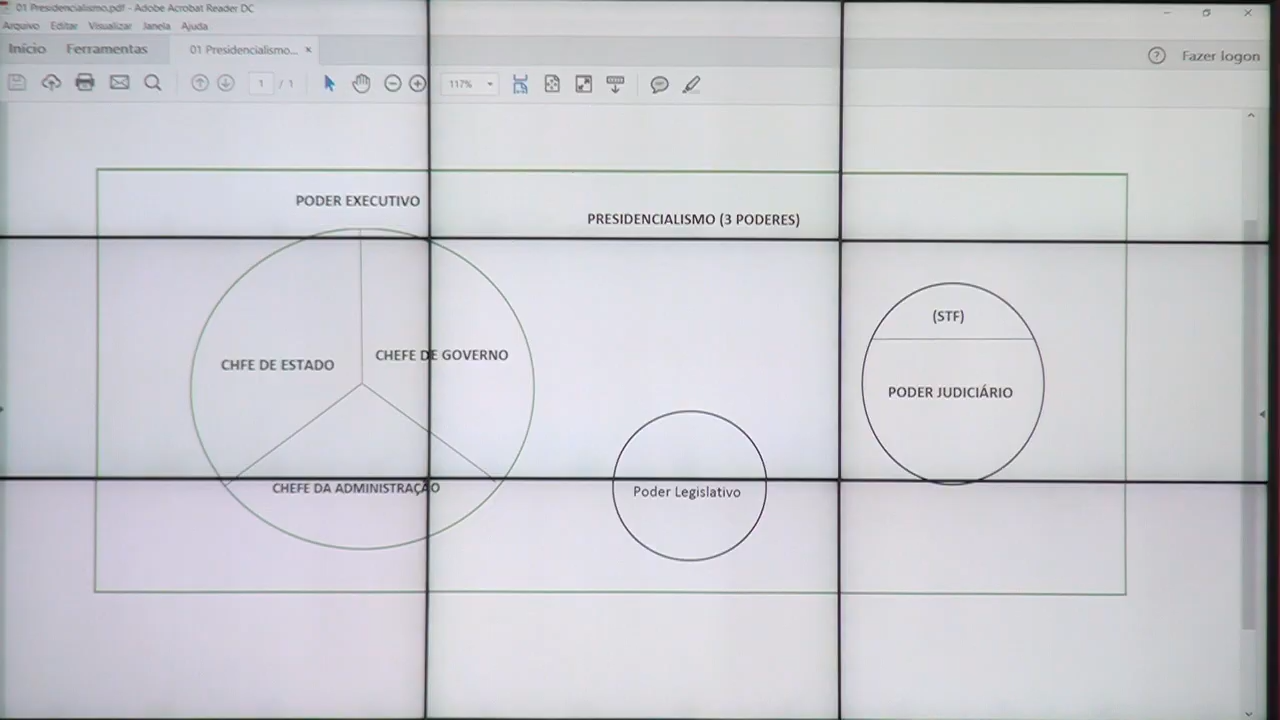 01 Presidencialismo.pdf - Adobe Acrobat Reader DC
Arquivo Editar Visualizar Janela Ajuda
Início Ferramentas 01 Presidencialismo... × ? Fazer logon
1 / 1 117%
PODER EXECUTIVO
PRESIDENCIALISMO (3 PODERES)
(STF)
CHFE DE ESTADO
CHEFE DE GOVERNO
PODER JUDICIÁRIO
CHEFE DA ADMINISTRAÇÃO
Poder Legislativo